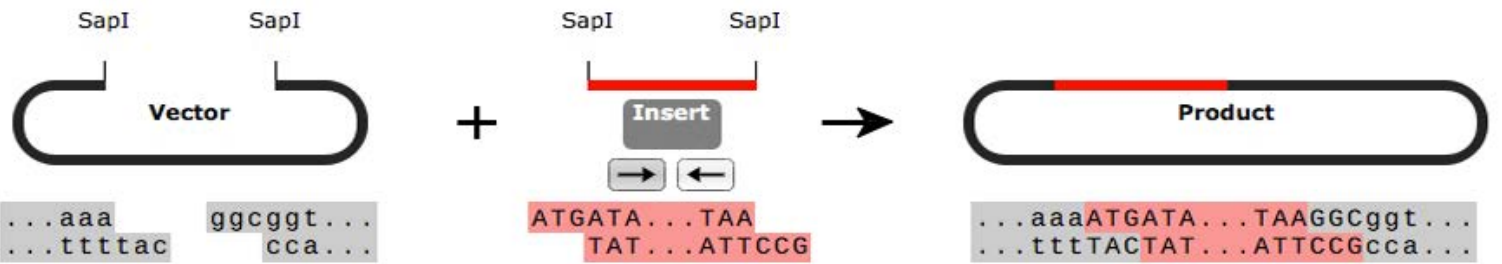 SapI SapI SapI SapI
Vector + Insert → Product
→ ←
...aaa ggcggt... ATGATA...TAA ...aaaATGATA...TAAGGCggt...
...ttttac cca... TAT...ATTCCG ...tttTACTAT...ATTCCGcca...